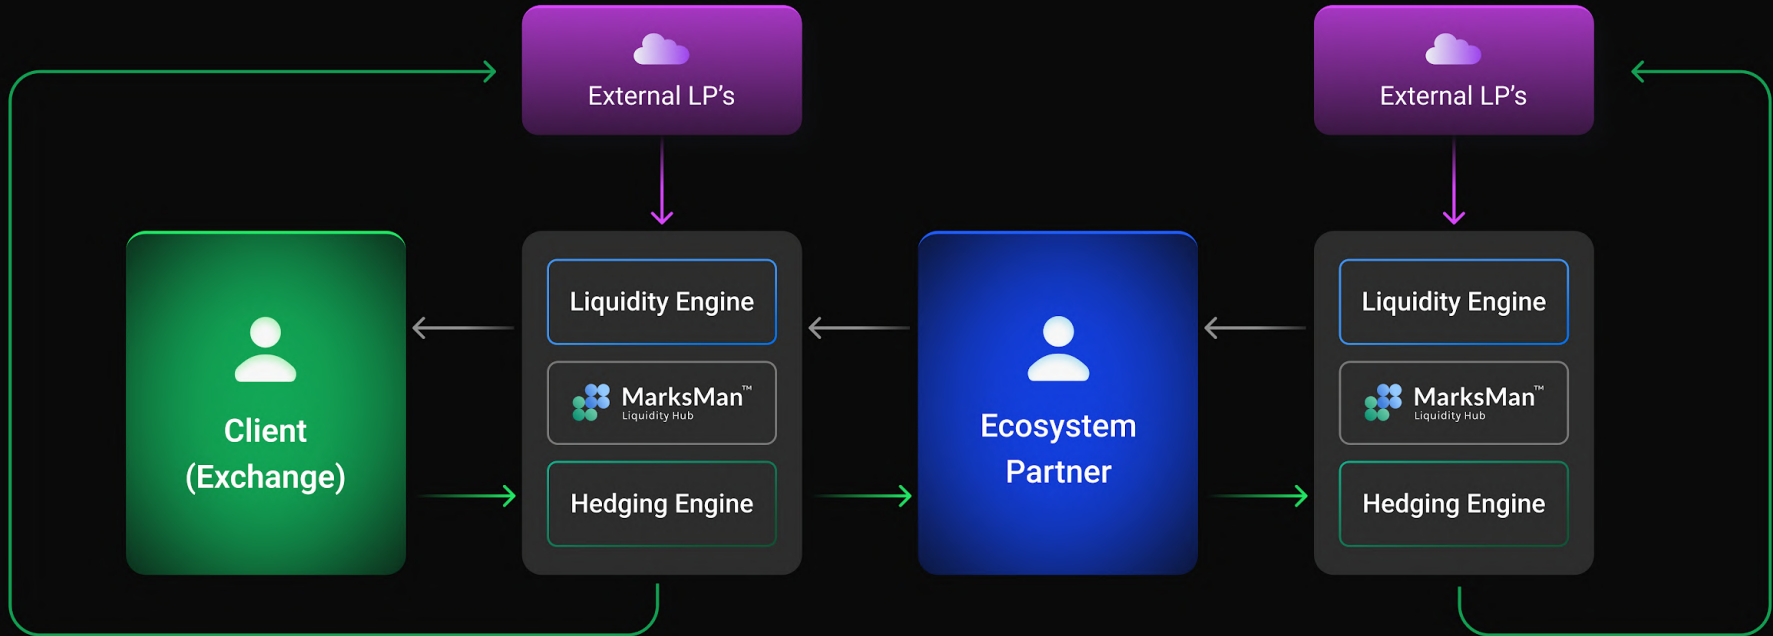 External LP’s
External LP’s
Client
(Exchange)
Liquidity Engine
MarksMan™
Liquidity Hub
Hedging Engine
Ecosystem
Partner
Liquidity Engine
MarksMan™
Liquidity Hub
Hedging Engine